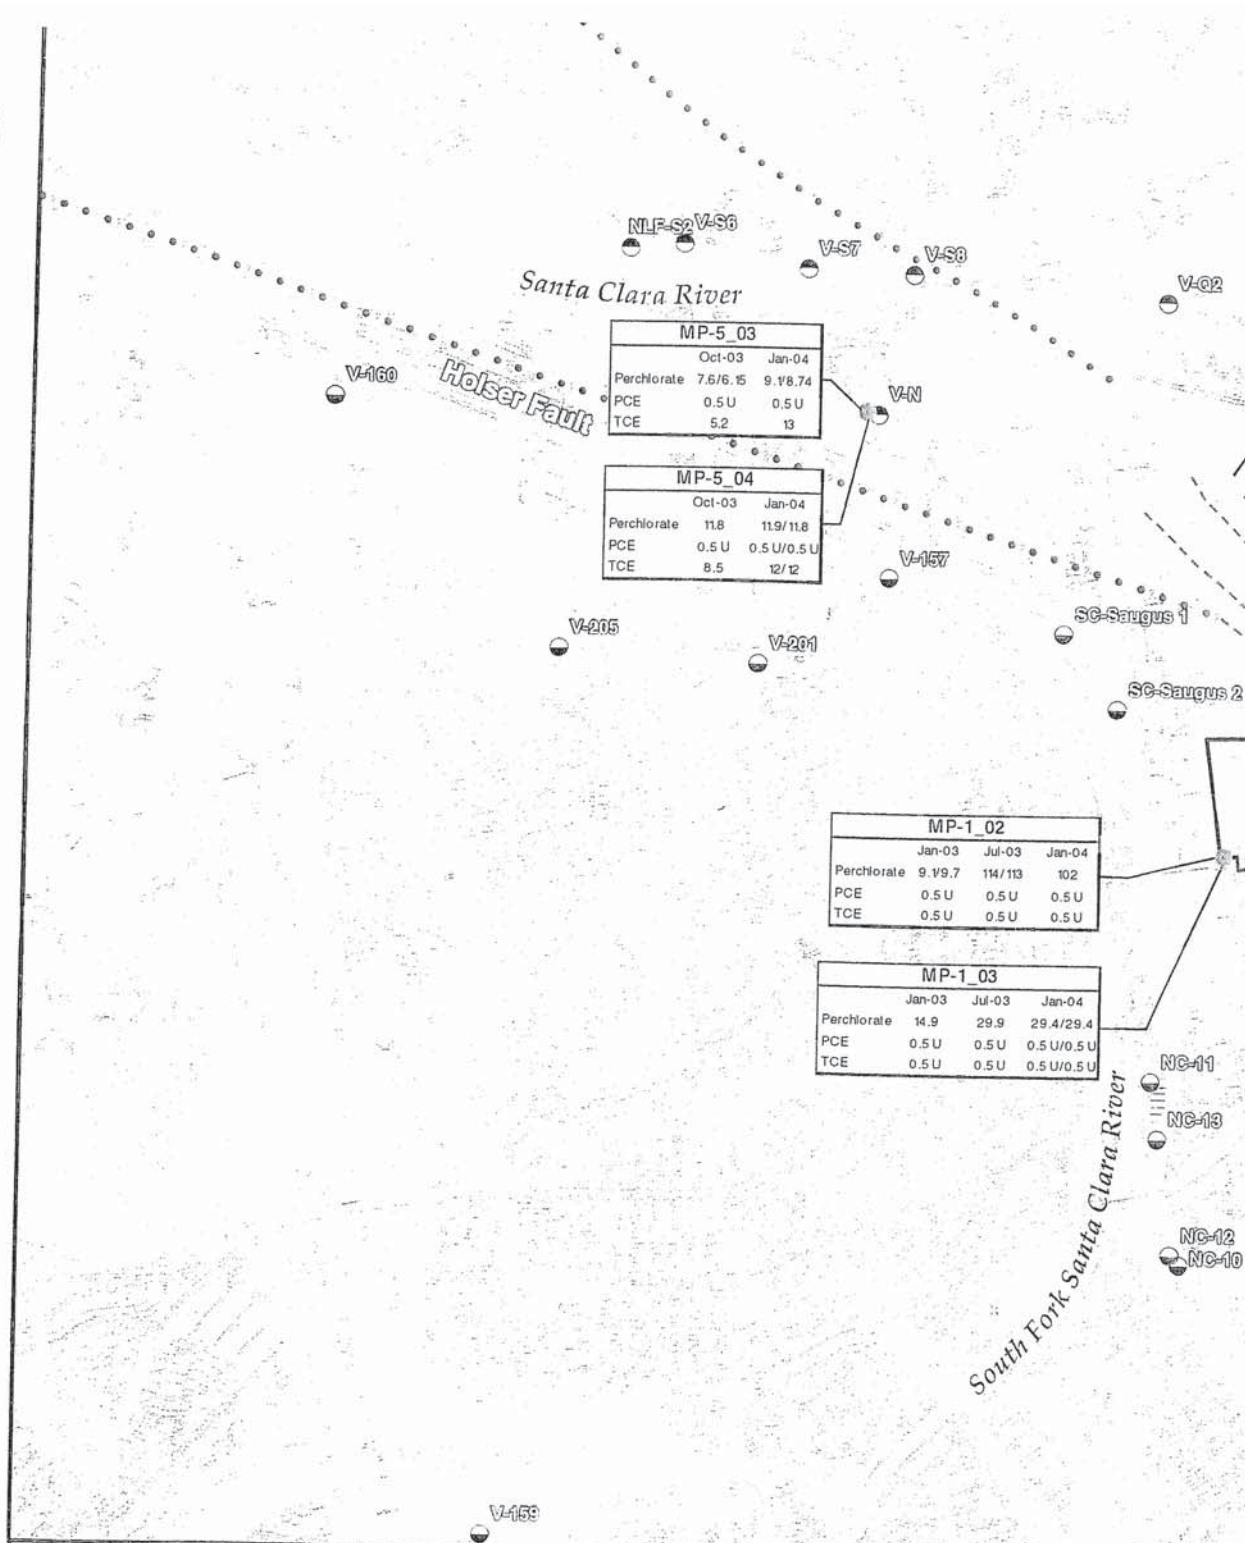 NLF-S2 V-S6
V-S7
V-S8
V-Q2
Santa Clara River
V-160
Holser Fault
MP-5_03
Oct-03 Jan-04
Perchlorate 7.6/6.15 9.1/8.74
PCE 0.5 U 0.5 U
TCE 5.2 13
V-N
MP-5_04
Oct-03 Jan-04
Perchlorate 11.8 11.9/11.8
PCE 0.5 U 0.5 U/0.5 U
TCE 8.5 12/12
V-157
V-205
V-201
SC-Saugus 1
SC-Saugus 2
MP-1_02
Jan-03 Jul-03 Jan-04
Perchlorate 9.1/9.7 114/113 102
PCE 0.5 U 0.5 U 0.5 U
TCE 0.5 U 0.5 U 0.5 U
MP-1_03
Jan-03 Jul-03 Jan-04
Perchlorate 14.9 29.9 29.4/29.4
PCE 0.5 U 0.5 U 0.5 U/0.5 U
TCE 0.5 U 0.5 U 0.5 U/0.5 U
NC-11
NC-13
South Fork Santa Clara River
NC-12
NC-10
V-159